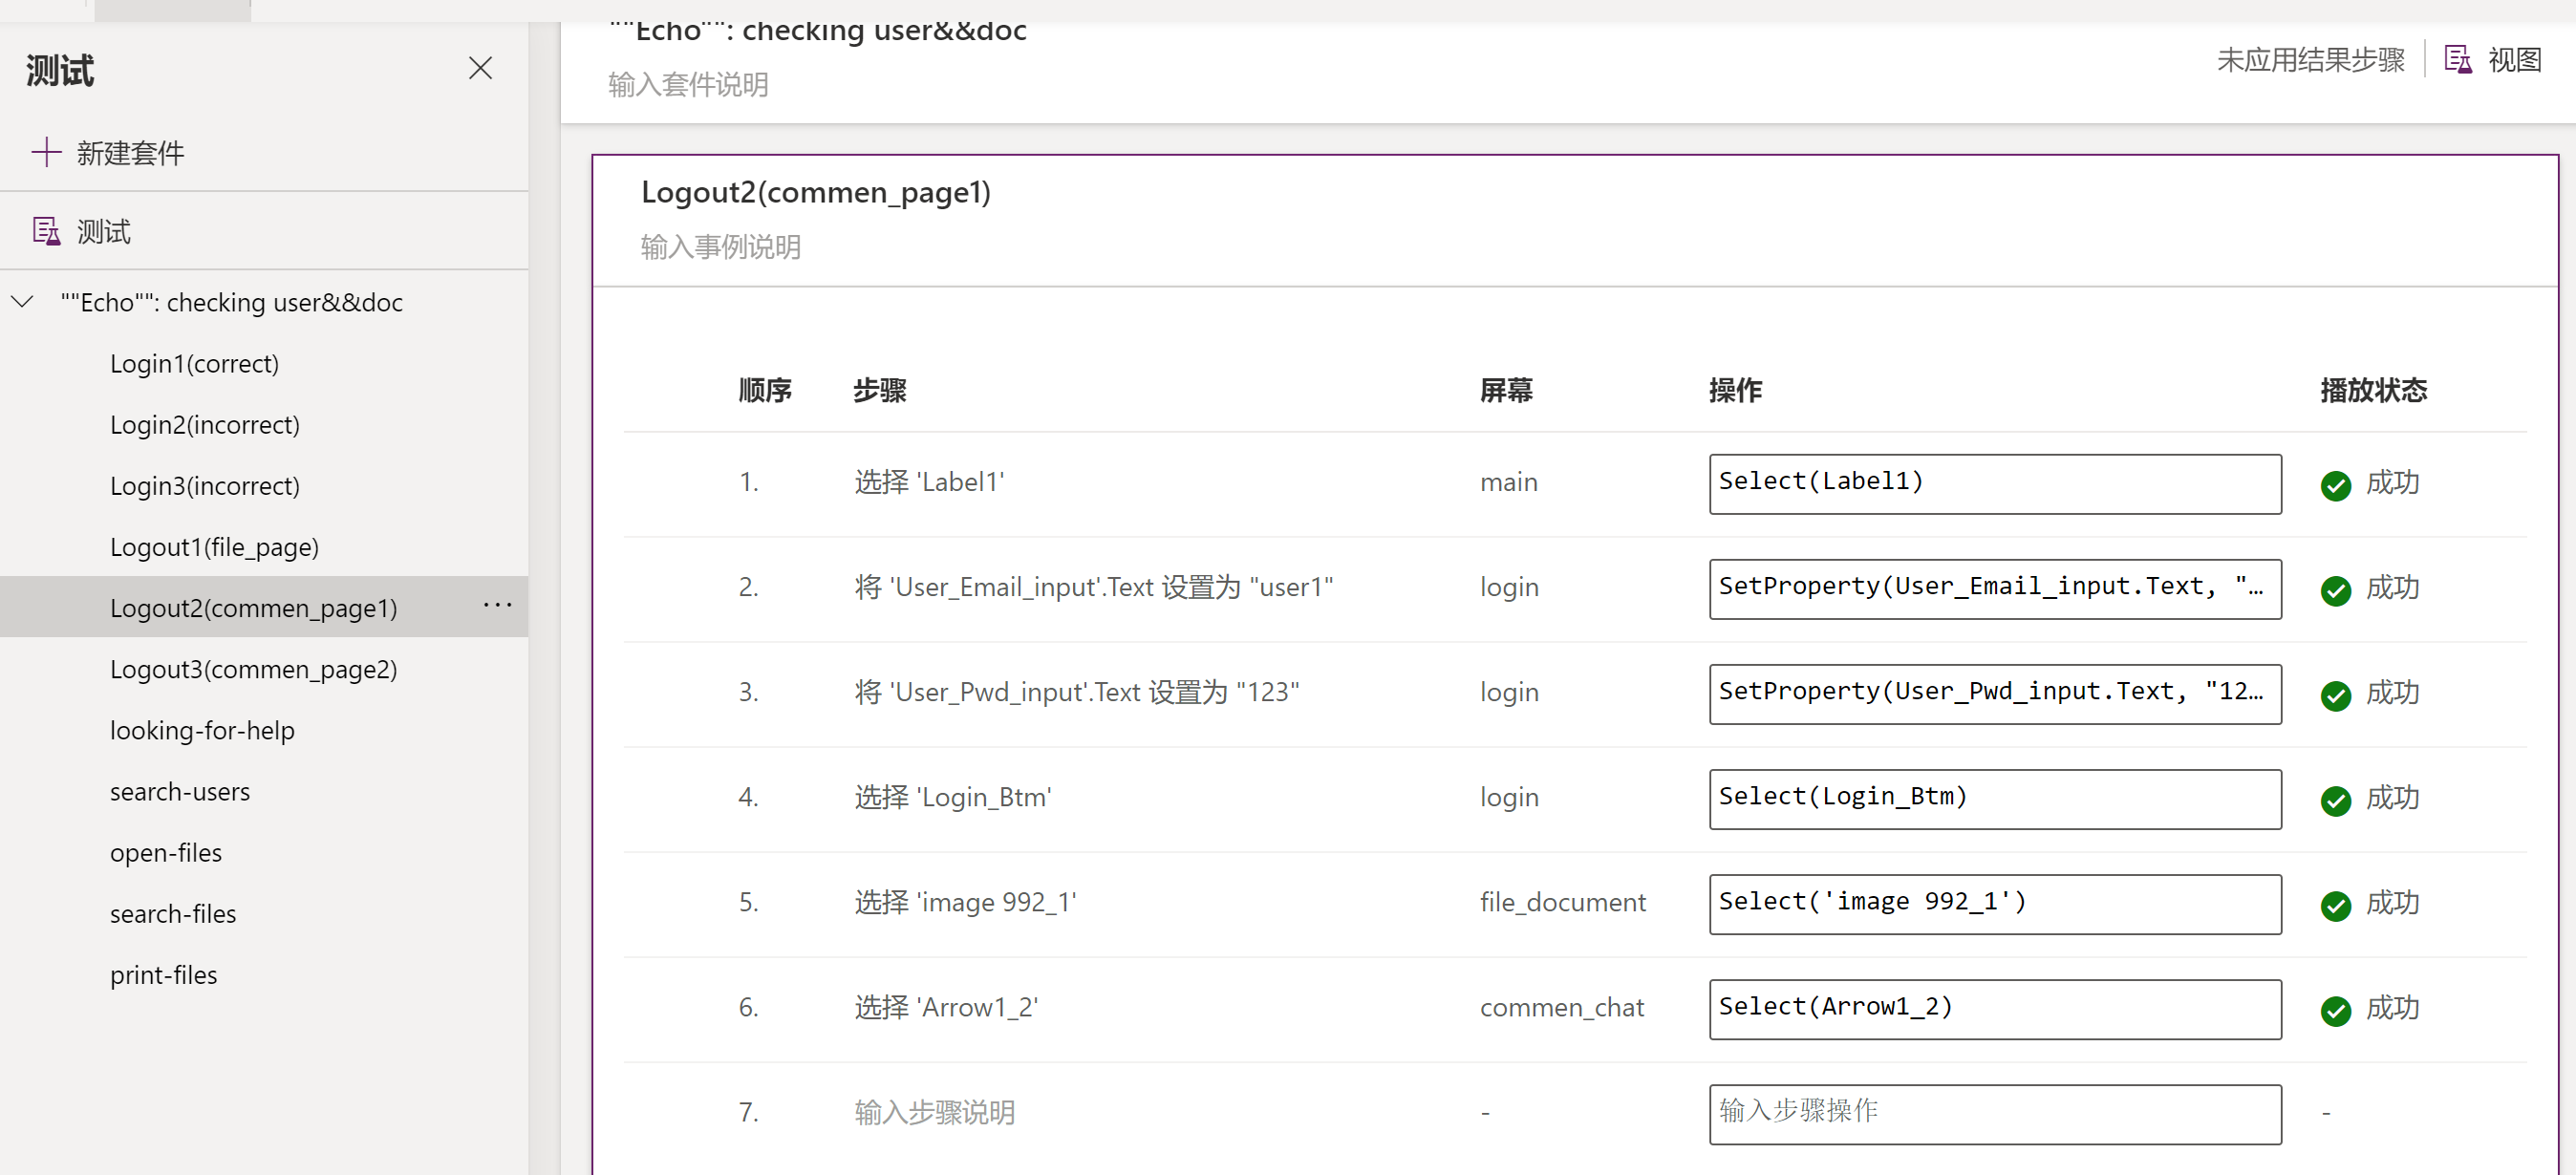 测试
新建套件
测试
""Echo"": checking user&&doc
Login1(correct)
Login2(incorrect)
Login3(incorrect)
Logout1(file_page)
Logout2(commen_page1) ...
Logout3(commen_page2)
looking-for-help
search-users
open-files
search-files
print-files
""Echo"": checking user&&doc
输入套件说明
未应用结果步骤 视图
Logout2(commen_page1)
输入事例说明
顺序 步骤 屏幕 操作 播放状态
1. 选择 'Label1' main Select(Label1) 成功
2. 将 'User_Email_input'.Text 设置为 "user1" login SetProperty(User_Email_input.Text, "... 成功
3. 将 'User_Pwd_input'.Text 设置为 "123" login SetProperty(User_Pwd_input.Text, "12... 成功
4. 选择 'Login_Btm' login Select(Login_Btm) 成功
5. 选择 'image 992_1' file_document Select('image 992_1') 成功
6. 选择 'Arrow1_2' commen_chat Select(Arrow1_2) 成功
7. 输入步骤说明 - 输入步骤操作 -